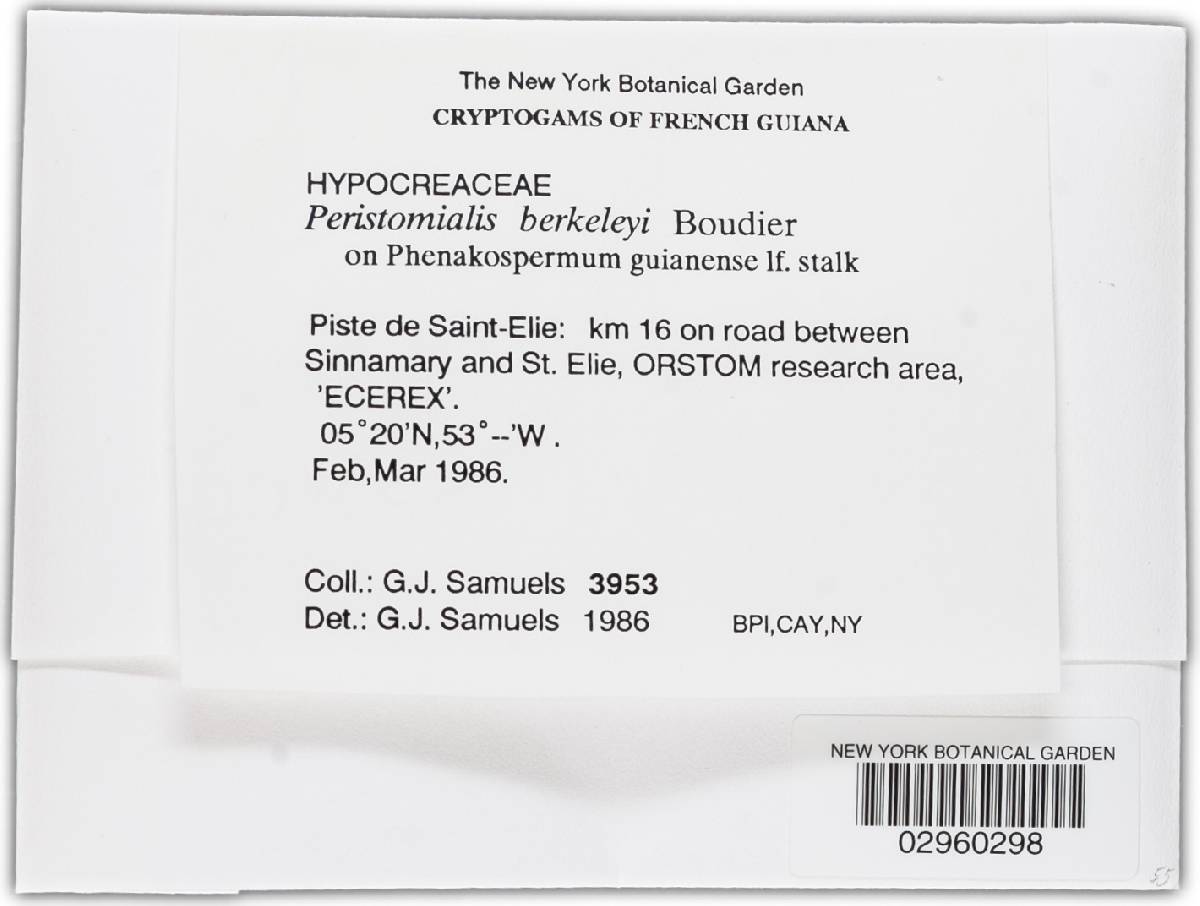 The New York Botanical Garden
CRYPTOGAMS OF FRENCH GUIANA
HYPOCREACEAE
Peristomialis berkeleyi Boudier
on Phenakospermum guianense lf. stalk
Piste de Saint-Elie: km 16 on road between
Sinnamary and St. Elie, ORSTOM research area,
'ECEREX'.
05°20'N,53°--'W .
Feb,Mar 1986.
Coll.: G.J. Samuels 3953
Det.: G.J. Samuels 1986 BPI,CAY,NY
NEW YORK BOTANICAL GARDEN
02960298
55